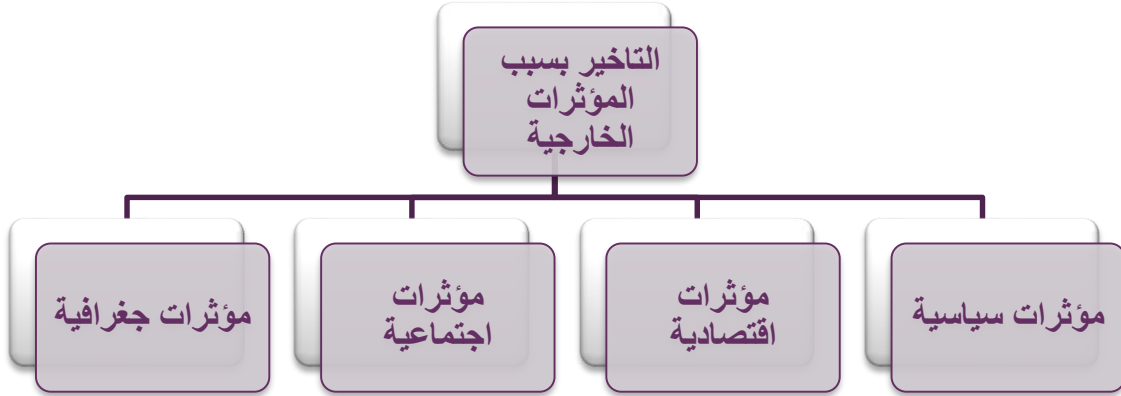 التاخير بسبب
المؤثرات
الخارجية
مؤثرات سياسية
مؤثرات
اقتصادية
مؤثرات
اجتماعية
مؤثرات جغرافية